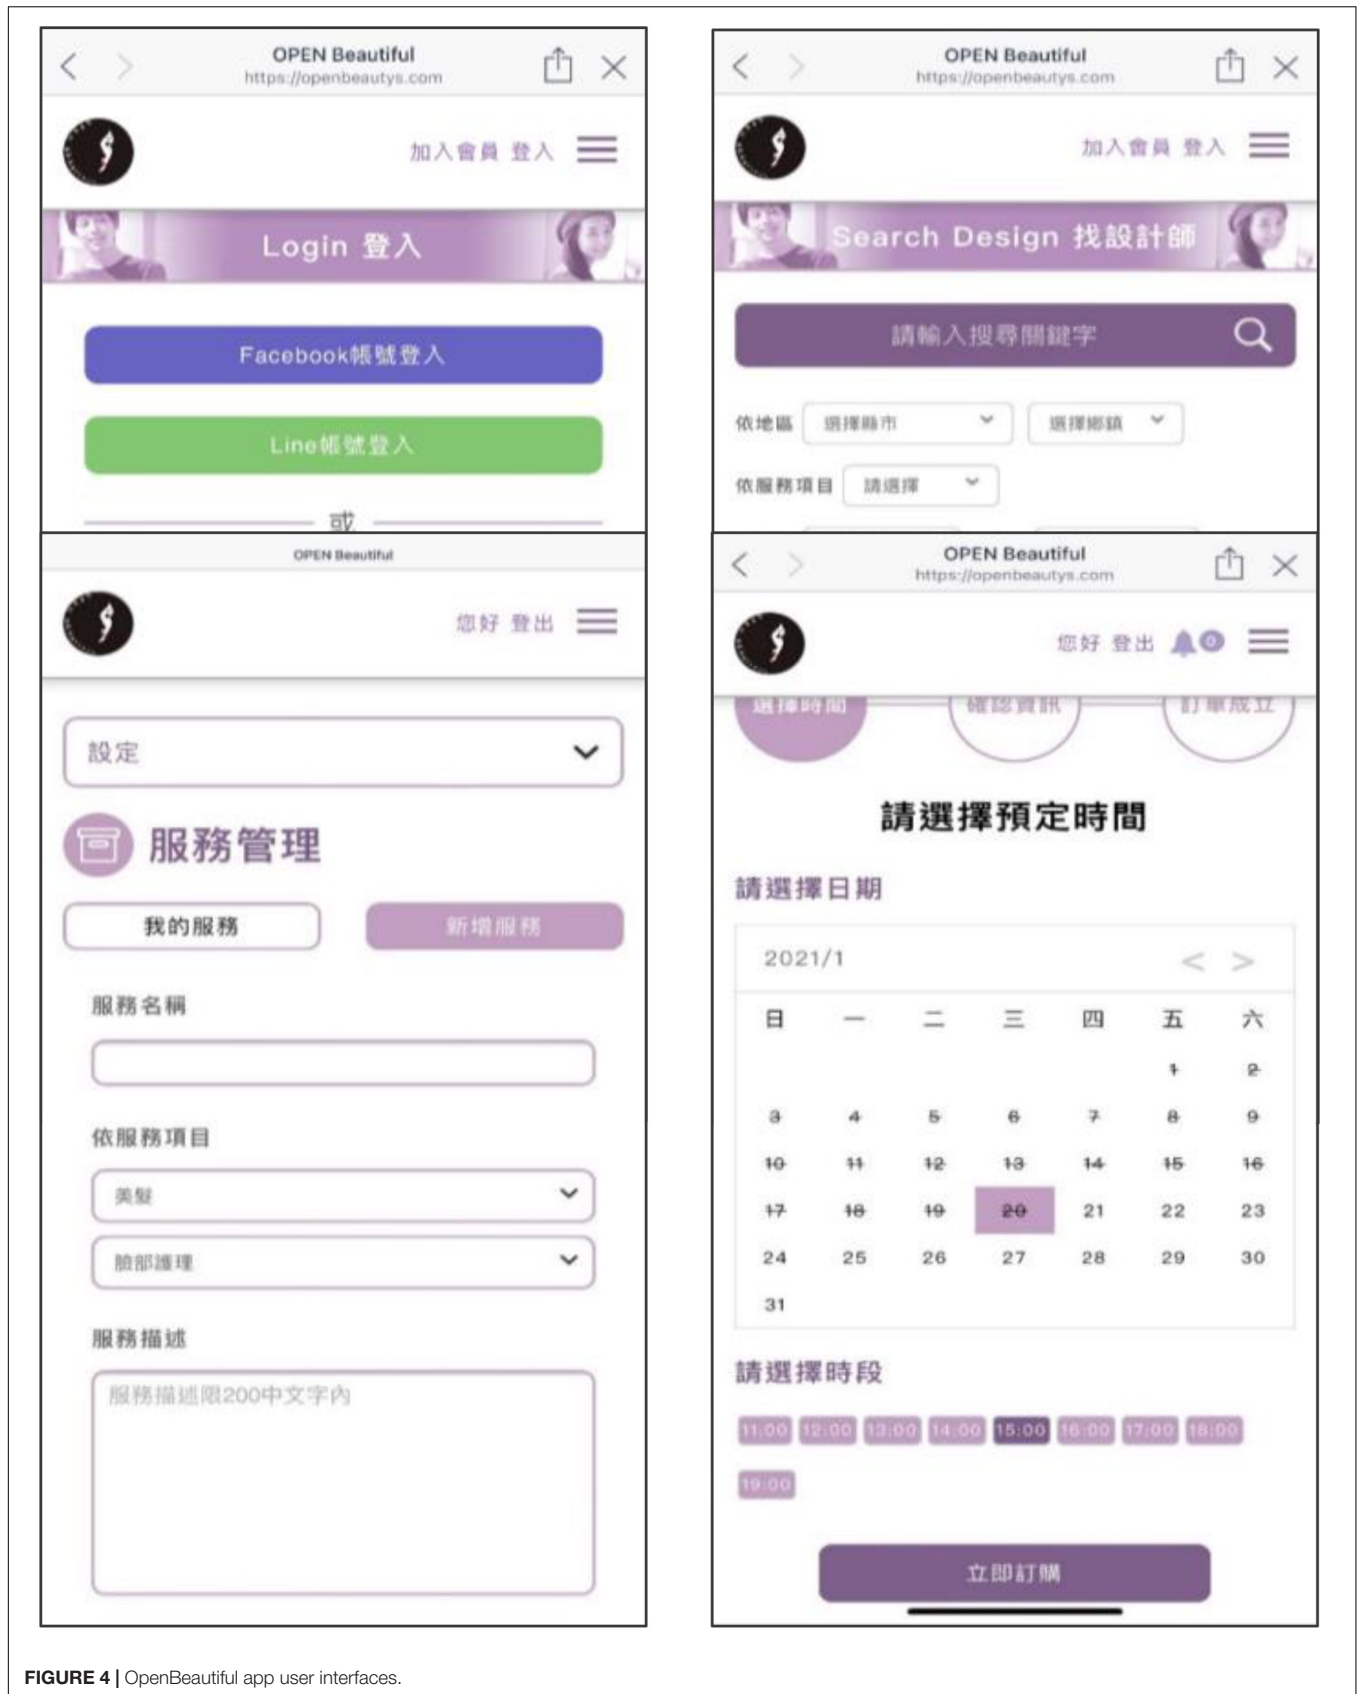 OPEN Beautiful
https://openbeautys.com
加入會員 登入
Login 登入
Facebook帳號登入
Line帳號登入
或
OPEN Beautiful
https://openbeautys.com
加入會員 登入
Search Design 找設計師
請輸入搜尋關鍵字
依地區 選擇縣市 選擇鄉鎮
依服務項目 請選擇
OPEN Beautiful
您好 登出
設定
服務管理
我的服務 新增服務
服務名稱
依服務項目
美髮
臉部護理
服務描述
服務描述限200中文字內
OPEN Beautiful
https://openbeautys.com
您好 登出 0
選擇時間 確認資訊 訂單成立
請選擇預定時間
請選擇日期
2021/1 < >
日 一 二 三 四 五 六
1 2
3 4 5 6 7 8 9
10 11 12 13 14 15 16
17 18 19 20 21 22 23
24 25 26 27 28 29 30
31
請選擇時段
11:00 12:00 13:00 14:00 15:00 16:00 17:00 18:00
19:00
立即訂購
FIGURE 4 | OpenBeautiful app user interfaces.